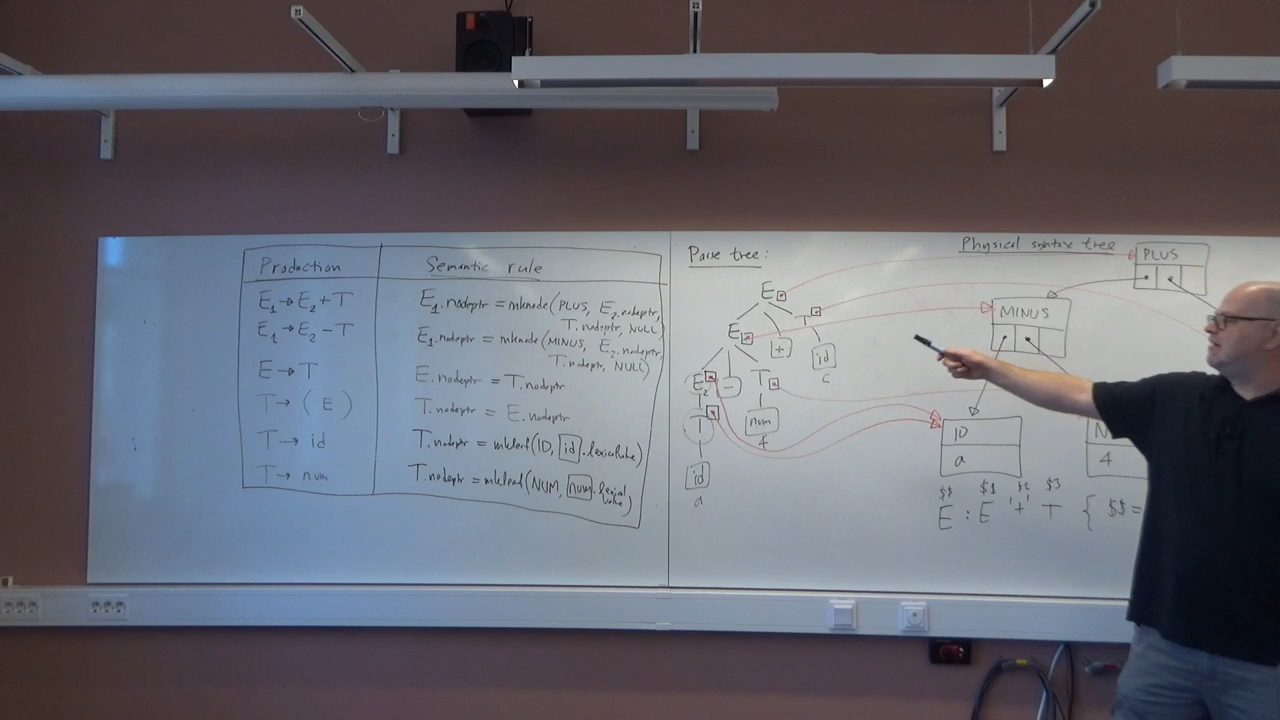 Production
Semantic rule
E₁ → E₂ + T
E₁.nodeptr = mknode(PLUS, E₂.nodeptr,
T.nodeptr, NULL)
E₁ → E₂ - T
E₁.nodeptr = mknode(MINUS, E₂.nodeptr,
T.nodeptr, NULL)
E → T
E.nodeptr = T.nodeptr
T → ( E )
T.nodeptr = E.nodeptr
T → id
T.nodeptr = mkleaf(ID, id.lexicalvalue)
T → num
T.nodeptr = mkleaf(NUM, num.lexical
value)
Parse tree:
E
E₁ + T
id
c
E₂ - T
T
num
4
id
a
Physical syntax tree
PLUS
MINUS
ID
a
N
4
$$ $1 $2 $3
E : E '+' T { $$ =